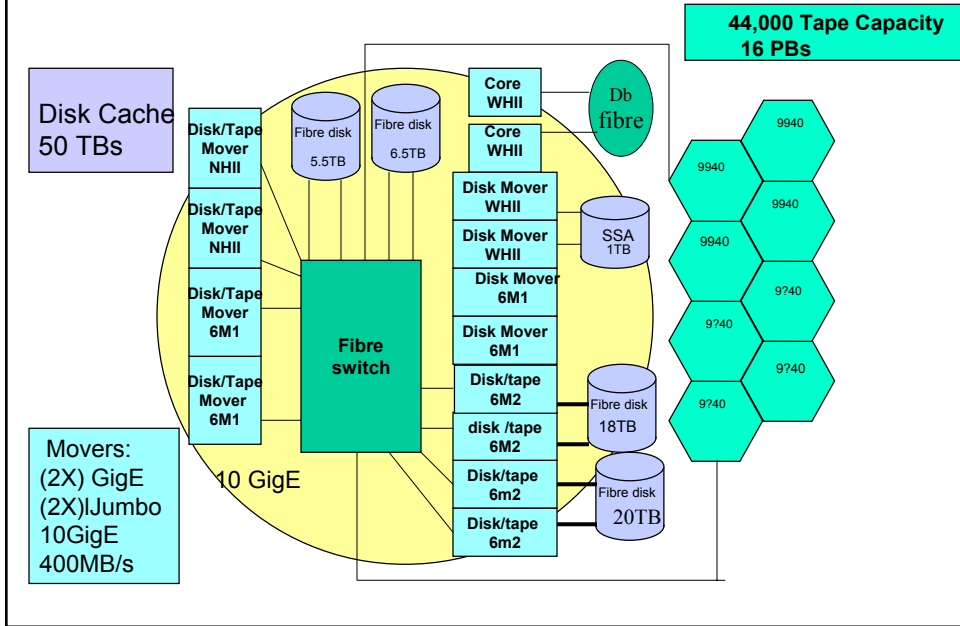 44,000 Tape Capacity
16 PBs
Disk Cache
50 TBs
Disk/Tape
Mover
NHII
Disk/Tape
Mover
NHII
Disk/Tape
Mover
6M1
Disk/Tape
Mover
6M1
Fibre disk
5.5TB
Fibre disk
6.5TB
Core
WHII
Core
WHII
Db
fibre
Disk Mover
WHII
Disk Mover
WHII
SSA
1TB
Disk Mover
6M1
Disk Mover
6M1
Fibre
switch
Disk/tape
6M2
disk /tape
6M2
Fibre disk
18TB
Disk/tape
6m2
Disk/tape
6m2
Fibre disk
20TB
10 GigE
9940
9940
9940
9940
9?40
9?40
9?40
9?40
Movers:
(2X) GigE
(2X)IJumbo
10GigE
400MB/s